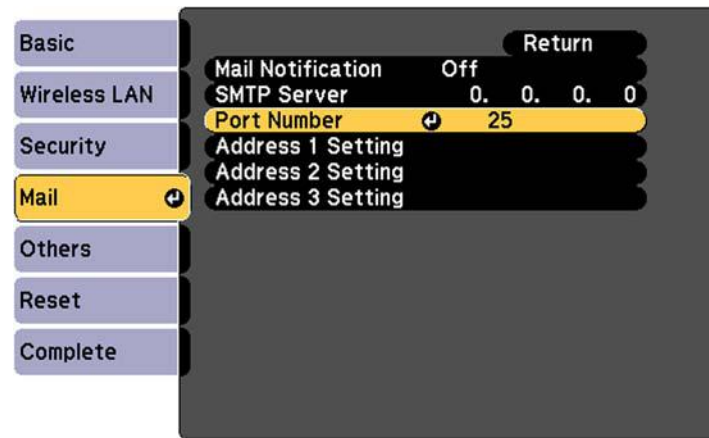 Basic
Wireless LAN
Security
Mail
Others
Reset
Complete
Return
Mail Notification Off
SMTP Server 0. 0. 0. 0
Port Number 25
Address 1 Setting
Address 2 Setting
Address 3 Setting